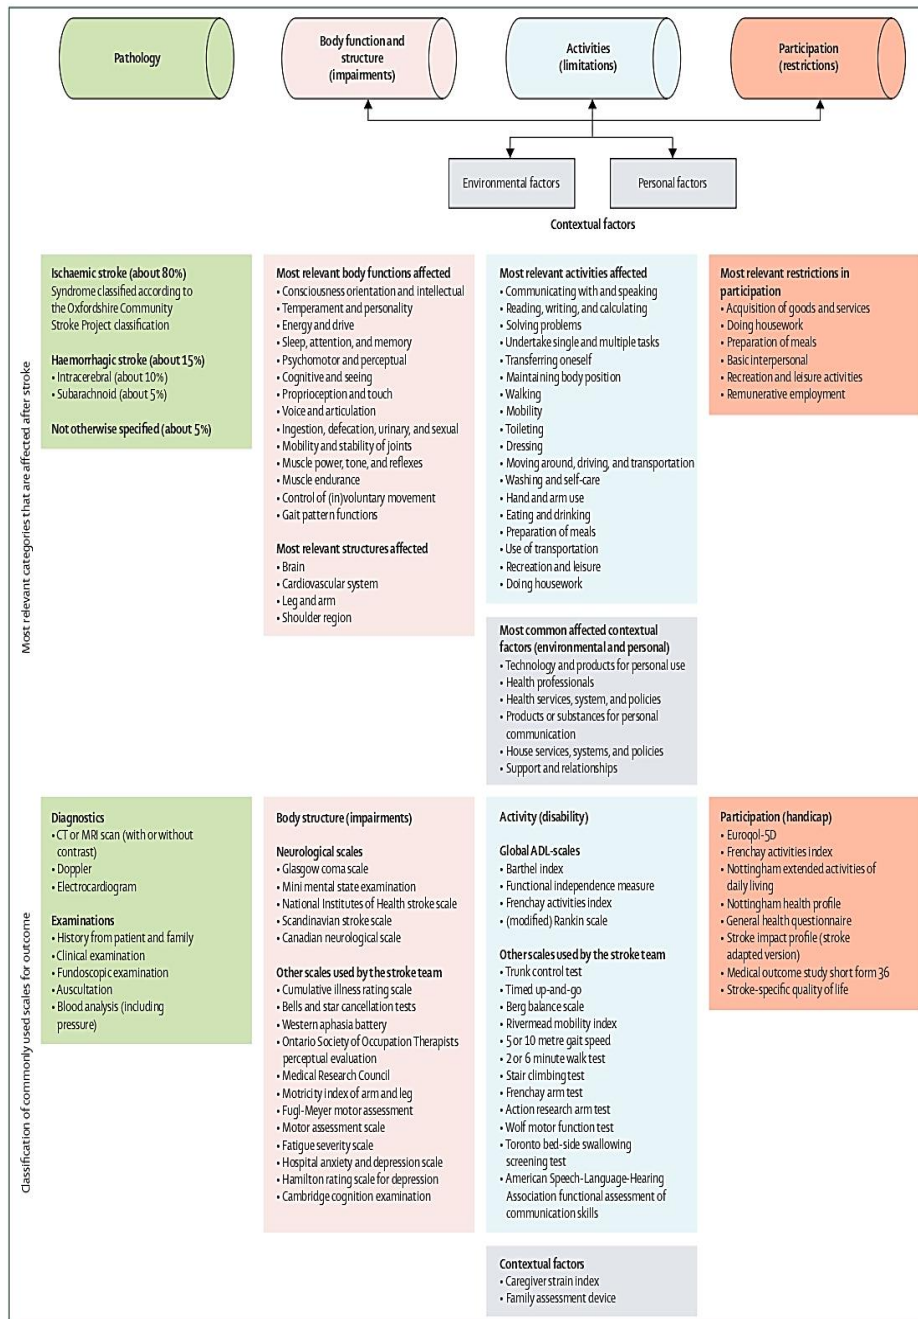 Pathology
Body function and
structure
(impairments)
Activities
(limitations)
Participation
(restrictions)
Environmental factors
Personal factors
Contextual factors
Most relevant categories that are affected after stroke
Ischaemic stroke (about 80%)
Syndrome classified according to
the Oxfordshire Community
Stroke Project classification
Haemorrhagic stroke (about 15%)
• Intracerebral (about 10%)
• Subarachnoid (about 5%)
Not otherwise specified (about 5%)
Most relevant body functions affected
• Consciousness orientation and intellectual
• Temperament and personality
• Energy and drive
• Sleep, attention, and memory
• Psychomotor and perceptual
• Cognitive and seeing
• Proprioception and touch
• Voice and articulation
• Ingestion, defecation, urinary, and sexual
• Mobility and stability of joints
• Muscle power, tone, and reflexes
• Muscle endurance
• Control of (in)voluntary movement
• Gait pattern functions
Most relevant structures affected
• Brain
• Cardiovascular system
• Leg and arm
• Shoulder region
Most relevant activities affected
• Communicating with and speaking
• Reading, writing, and calculating
• Solving problems
• Undertake single and multiple tasks
• Transferring oneself
• Maintaining body position
• Walking
• Mobility
• Toileting
• Dressing
• Moving around, driving, and transportation
• Washing and self-care
• Hand and arm use
• Eating and drinking
• Preparation of meals
• Use of transportation
• Recreation and leisure
• Doing housework
Most common affected contextual
factors (environmental and personal)
• Technology and products for personal use
• Health professionals
• Health services, system, and policies
• Products or substances for personal
communication
• House services, systems, and policies
• Support and relationships
Most relevant restrictions in
participation
• Acquisition of goods and services
• Doing housework
• Preparation of meals
• Basic interpersonal
• Recreation and leisure activities
• Remunerative employment
Classification of commonly used scales for outcome
Diagnostics
• CT or MRI scan (with or without
contrast)
• Doppler
• Electrocardiogram
Examinations
• History from patient and family
• Clinical examination
• Fundoscopic examination
• Auscultation
• Blood analysis (including
pressure)
Body structure (impairments)
Neurological scales
• Glasgow coma scale
• Mini mental state examination
• National Institutes of Health stroke scale
• Scandinavian stroke scale
• Canadian neurological scale
Other scales used by the stroke team
• Cumulative illness rating scale
• Bells and star cancellation tests
• Western aphasia battery
• Ontario Society of Occupation Therapists
perceptual evaluation
• Medical Research Council
• Motricity index of arm and leg
• Fugl-Meyer motor assessment
• Motor assessment scale
• Fatigue severity scale
• Hospital anxiety and depression scale
• Hamilton rating scale for depression
• Cambridge cognition examination
Activity (disability)
Global ADL-scales
• Barthel index
• Functional independence measure
• Frenchay activities index
• (modified) Rankin scale
Other scales used by the stroke team
• Trunk control test
• Timed up-and-go
• Berg balance scale
• Rivermead mobility index
• 5 or 10 metre gait speed
• 2 or 6 minute walk test
• Stair climbing test
• Frenchay arm test
• Action research arm test
• Wolf motor function test
• Toronto bed-side swallowing
screening test
• American Speech-Language-Hearing
Association functional assessment of
communication skills
Contextual factors
• Caregiver strain index
• Family assessment device
Participation (handicap)
• Euroqol-5D
• Frenchay activities index
• Nottingham extended activities of
daily living
• Nottingham health profile
• General health questionnaire
• Stroke impact profile (stroke
adapted version)
• Medical outcome study short form 36
• Stroke-specific quality of life